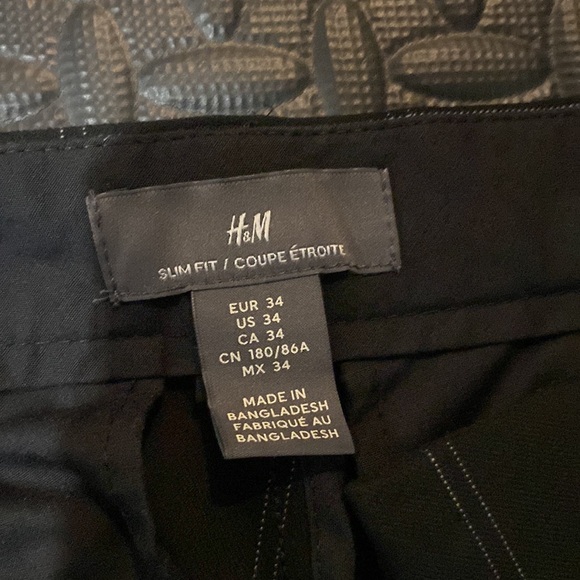 H&M
SLIM FIT / COUPE ÉTROITE
EUR 34
US 34
CA 34
CN 180/86A
MX 34
MADE IN
BANGLADESH
FABRIQUÉ AU
BANGLADESH